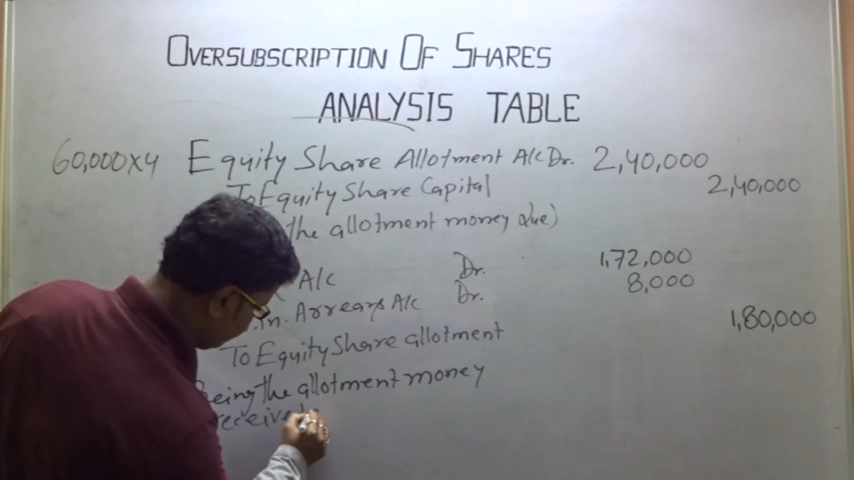 OVERSUBSCRIPTION OF SHARES
ANALYSIS TABLE
60,000x4 Equity Share Allotment A/c Dr. 2,40,000
To Equity Share Capital 2,40,000
the allotment money due)
A/c Dr. 1,72,000
In Arrears A/c Dr. 8,000
To Equity Share allotment 1,80,000
Being the allotment money